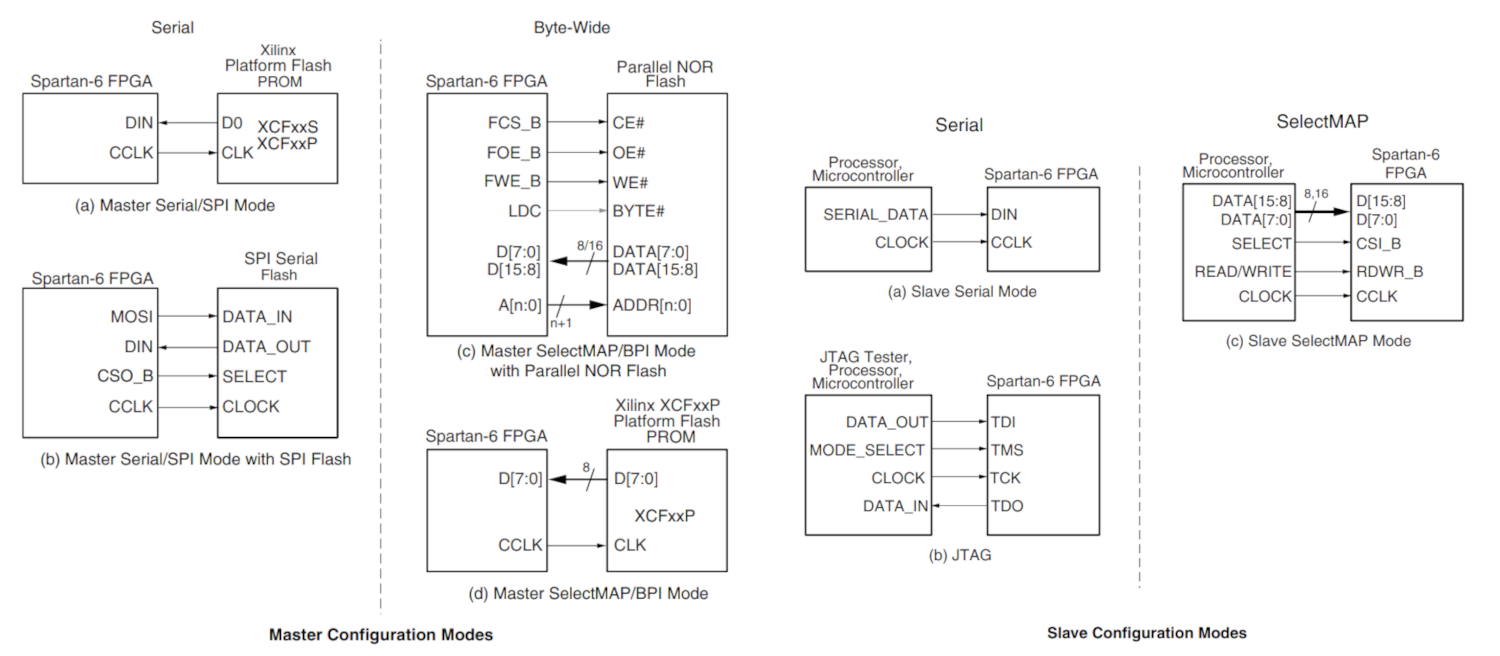 Serial
Xilinx
Platform Flash
PROM
Spartan-6 FPGA
DIN
D0
XCFxxS
XCFxxP
CCLK
CLK
(a) Master Serial/SPI Mode
SPI Serial
Flash
Spartan-6 FPGA
MOSI
DATA_IN
DIN
DATA_OUT
CSO_B
SELECT
CCLK
CLOCK
(b) Master Serial/SPI Mode with SPI Flash
Byte-Wide
Parallel NOR
Flash
Spartan-6 FPGA
FCS_B
CE#
FOE_B
OE#
FWE_B
WE#
LDC
BYTE#
D[7:0]
8/16
DATA[7:0]
D[15:8]
DATA[15:8]
A[n:0]
ADDR[n:0]
n+1
(c) Master SelectMAP/BPI Mode
with Parallel NOR Flash
Xilinx XCFxxP
Platform Flash
PROM
Spartan-6 FPGA
D[7:0]
8
D[7:0]
XCFxxP
CCLK
CLK
(d) Master SelectMAP/BPI Mode
Master Configuration Modes
Serial
Processor,
Microcontroller
Spartan-6 FPGA
SERIAL_DATA
DIN
CLOCK
CCLK
(a) Slave Serial Mode
JTAG Tester,
Processor,
Microcontroller
Spartan-6 FPGA
DATA_OUT
TDI
MODE_SELECT
TMS
CLOCK
TCK
DATA_IN
TDO
(b) JTAG
SelectMAP
Processor,
Microcontroller
Spartan-6
FPGA
DATA[15:8]
8,16
D[15:8]
DATA[7:0]
D[7:0]
SELECT
CSI_B
READ/WRITE
RDWR_B
CLOCK
CCLK
(c) Slave SelectMAP Mode
Slave Configuration Modes